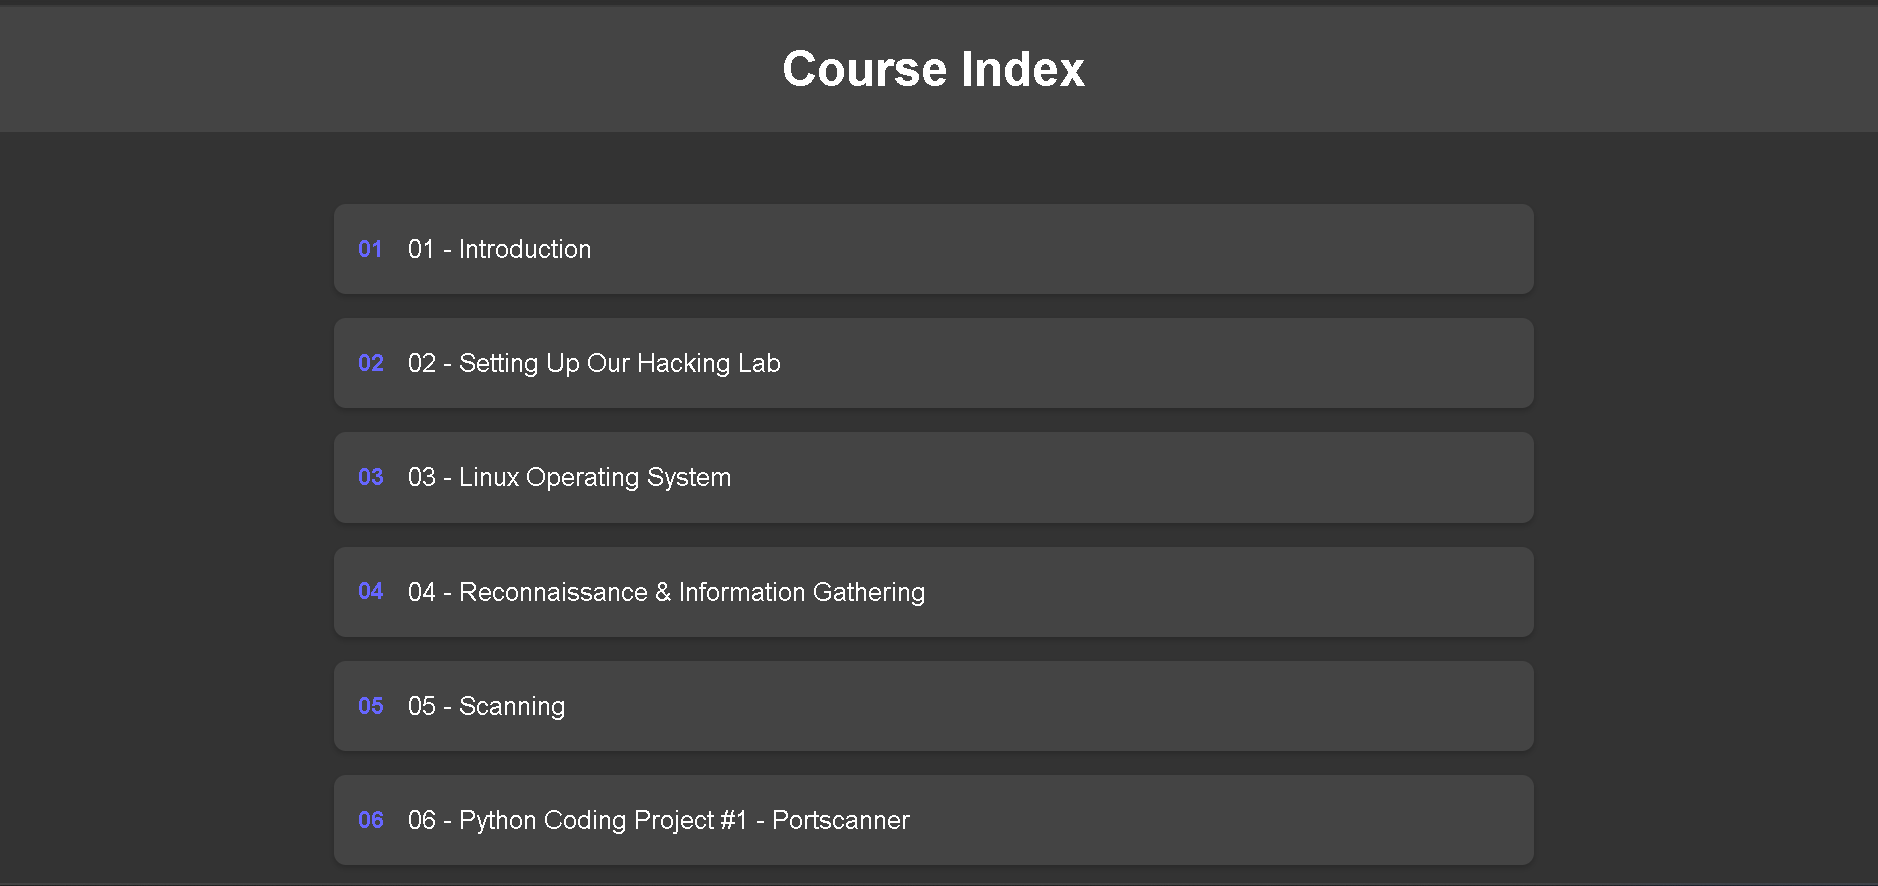 Course Index
01 01 - Introduction
02 02 - Setting Up Our Hacking Lab
03 03 - Linux Operating System
04 04 - Reconnaissance & Information Gathering
05 05 - Scanning
06 06 - Python Coding Project #1 - Portscanner